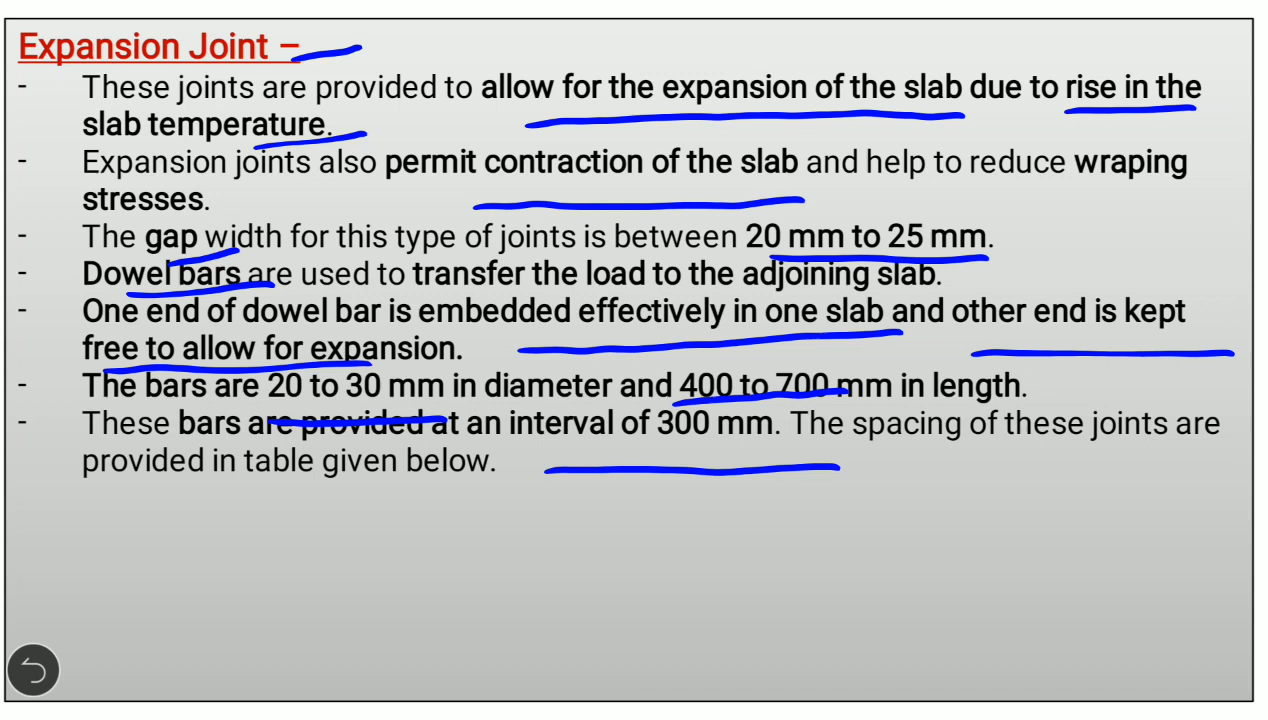 Expansion Joint –
- These joints are provided to allow for the expansion of the slab due to rise in the
slab temperature.
- Expansion joints also permit contraction of the slab and help to reduce wraping
stresses.
- The gap width for this type of joints is between 20 mm to 25 mm.
- Dowel bars are used to transfer the load to the adjoining slab.
- One end of dowel bar is embedded effectively in one slab and other end is kept
free to allow for expansion.
- The bars are 20 to 30 mm in diameter and 400 to 700 mm in length.
- These bars are provided at an interval of 300 mm. The spacing of these joints are
provided in table given below.